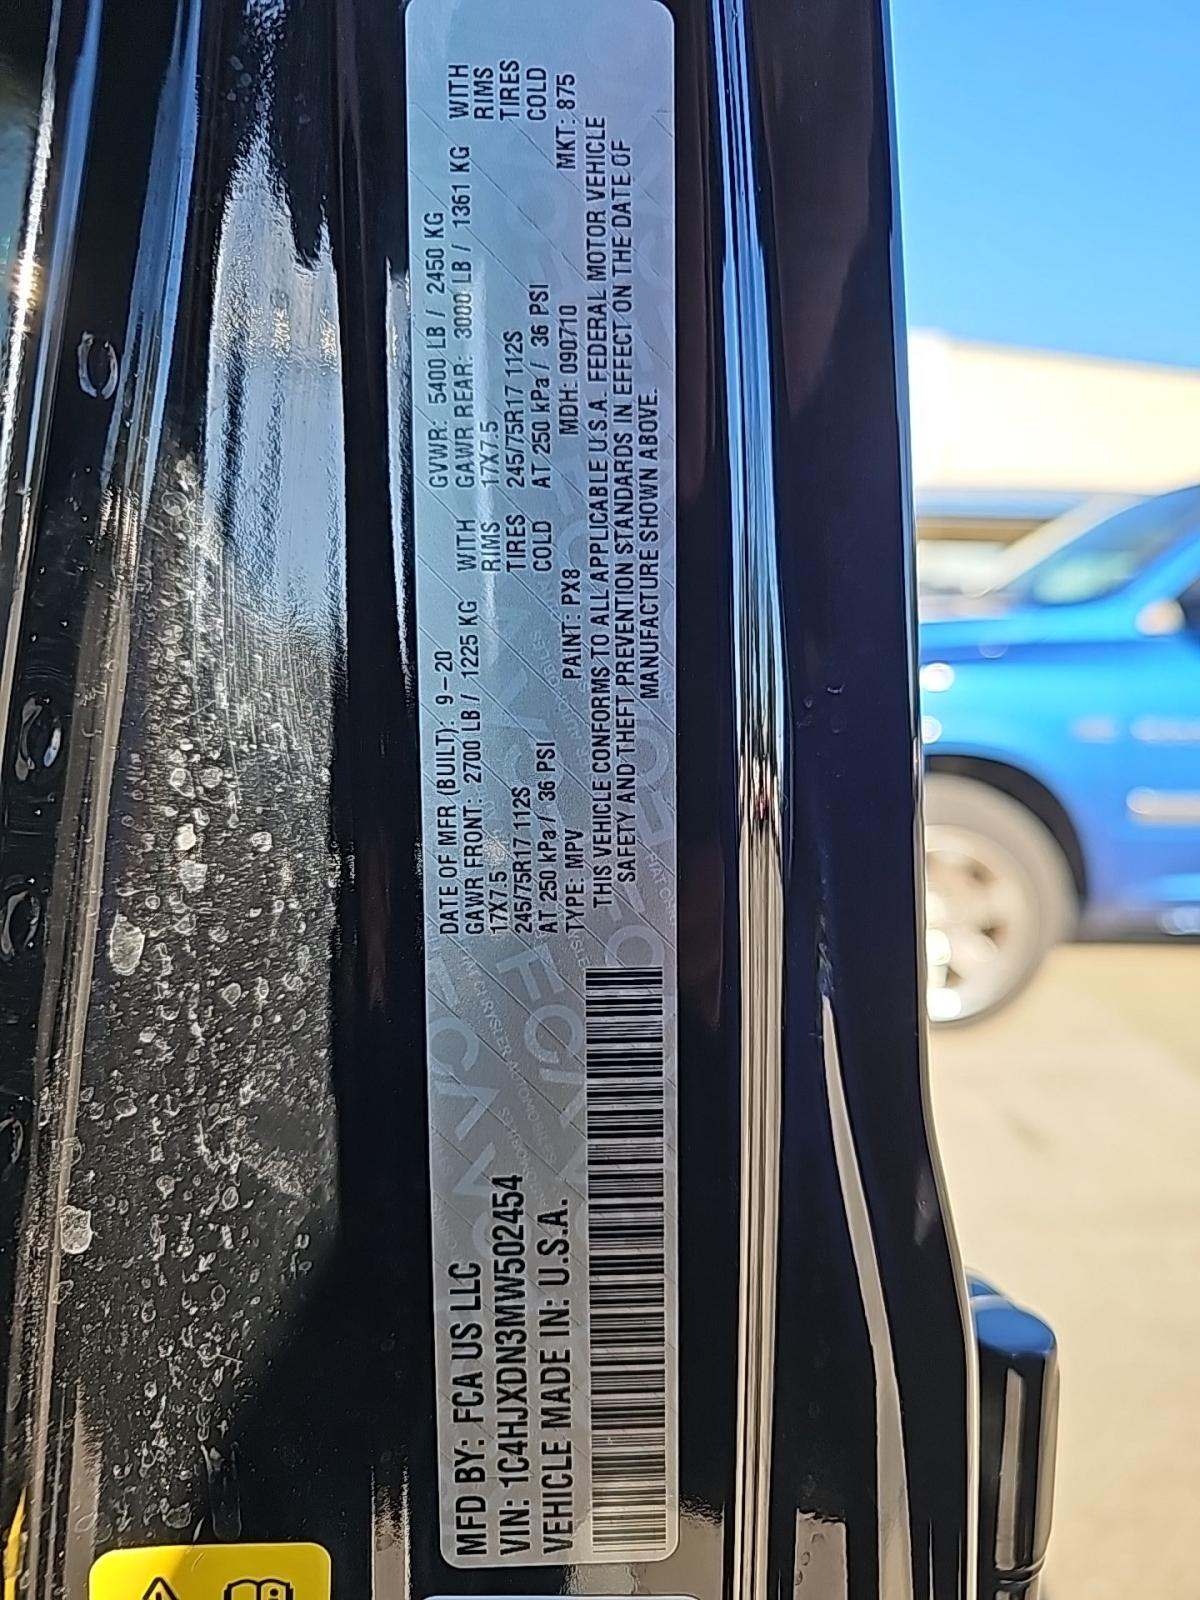 MFD BY: FCA US LLC
VIN: 1C4HJXDN3MW502454
VEHICLE MADE IN: U.S.A.
DATE OF MFR (BUILT): 9-20 GVWR: 5400 LB / 2450 KG
GAWR FRONT: 2700 LB / 1225 KG WITH GAWR REAR: 3000 LB / 1361 KG WITH
17X7.5 RIMS 17X7.5 RIMS
245/75R17 112S TIRES 245/75R17 112S TIRES
AT 250 kPa / 36 PSI COLD AT 250 kPa / 36 PSI COLD
TYPE: MPV PAINT: PX8 MDH: 090710 MKT: 875
THIS VEHICLE CONFORMS TO ALL APPLICABLE U.S.A. FEDERAL MOTOR VEHICLE
SAFETY AND THEFT PREVENTION STANDARDS IN EFFECT ON THE DATE OF
MANUFACTURE SHOWN ABOVE.